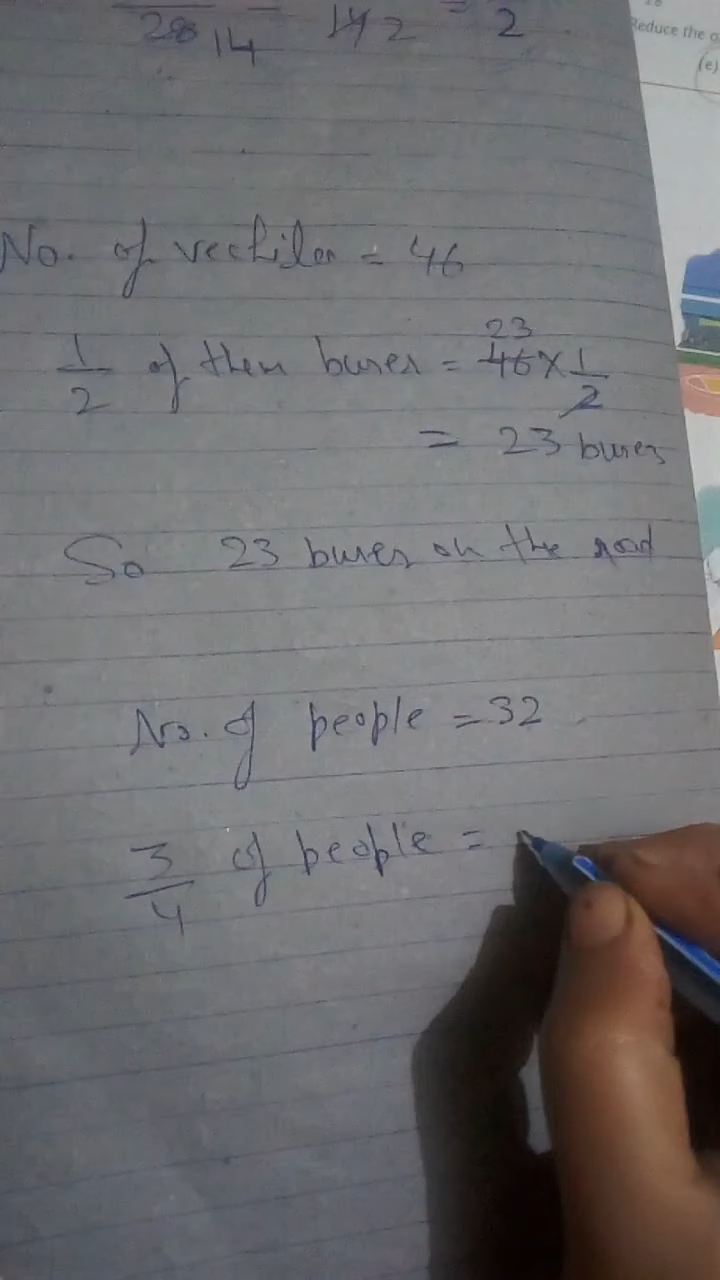 28 14 14 2 = 2
Reduce the
(e)
No. of vechiles = 46
1/2 of them buses = 46 23 × 1/2
= 23 buses
So 23 buses on the road
No. of people = 32
3/4 of people =